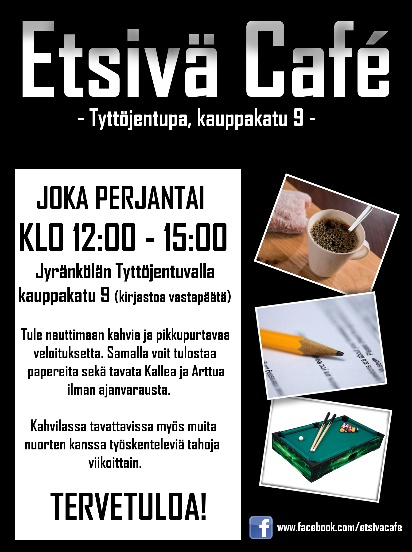 Etsivä Café
- Tyttöjentupa, kauppakatu 9 -
JOKA PERJANTAI
KLO 12:00 - 15:00
Jyränkölän Tyttöjentuvalla
kauppakatu 9 (kirjastoa vastapäätä)
Tule nauttimaan kahvia ja pikkupurtavaa
veloituksetta. Samalla voit tulostaa
papereita sekä tavata Kallea ja Arttua
ilman ajanvarausta.
Kahvilassa tavattavissa myös muita
nuorten kanssa työskenteleviä tahoja
viikoittain.
TERVETULOA!
www.facebook.com/etsivacafe